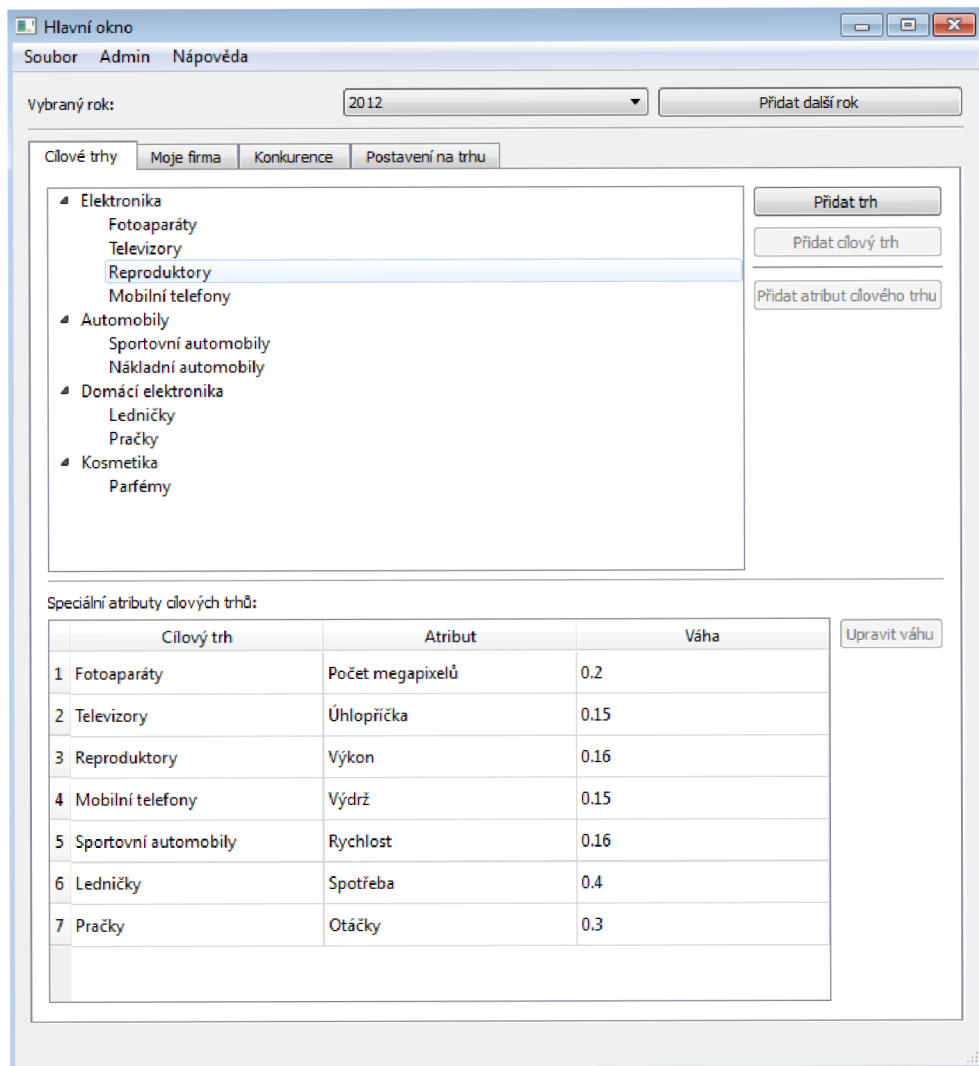 Hlavní okno
Soubor Admin Nápověda
Vybraný rok: 2012 Přidat další rok
Cílové trhy Moje firma Konkurence Postavení na trhu
Elektronika
Přidat trh
Fotoaparáty
Televizory
Přidat cílový trh
Reproduktory
Mobilní telefony
Přidat atribut cílového trhu
Automobily
Sportovní automobily
Nákladní automobily
Domácí elektronika
Ledničky
Pračky
Kosmetika
Parfémy
Speciální atributy cílových trhů:
Cílový trh Atribut Váha
Upravit váhu
1 Fotoaparáty Počet megapixelů 0.2
2 Televizory Úhlopříčka 0.15
3 Reproduktory Výkon 0.16
4 Mobilní telefony Výdrž 0.15
5 Sportovní automobily Rychlost 0.16
6 Ledničky Spotřeba 0.4
7 Pračky Otáčky 0.3